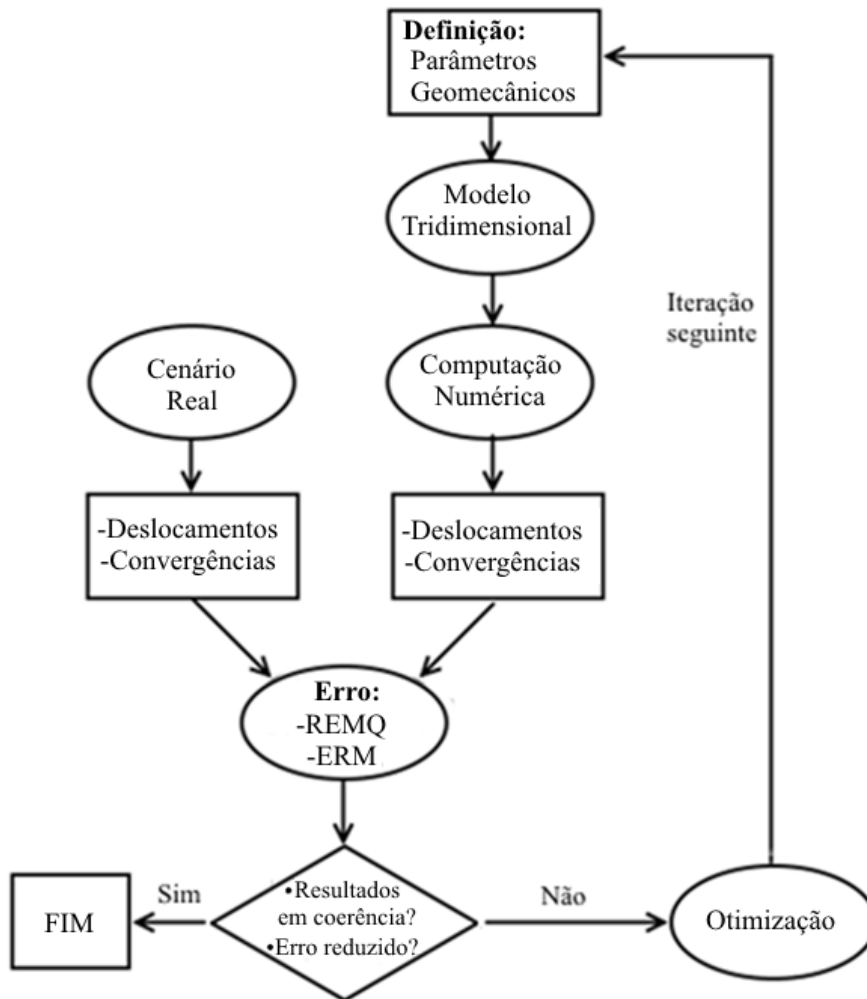 Definição:
Parâmetros
Geomecânicos
Modelo
Tridimensional
Iteração
seguinte
Cenário
Real
Computação
Numérica
-Deslocamentos
-Convergências
-Deslocamentos
-Convergências
Erro:
-REMQ
-ERM
•Resultados
em coerência?
•Erro reduzido?
Sim
FIM
Não
Otimização